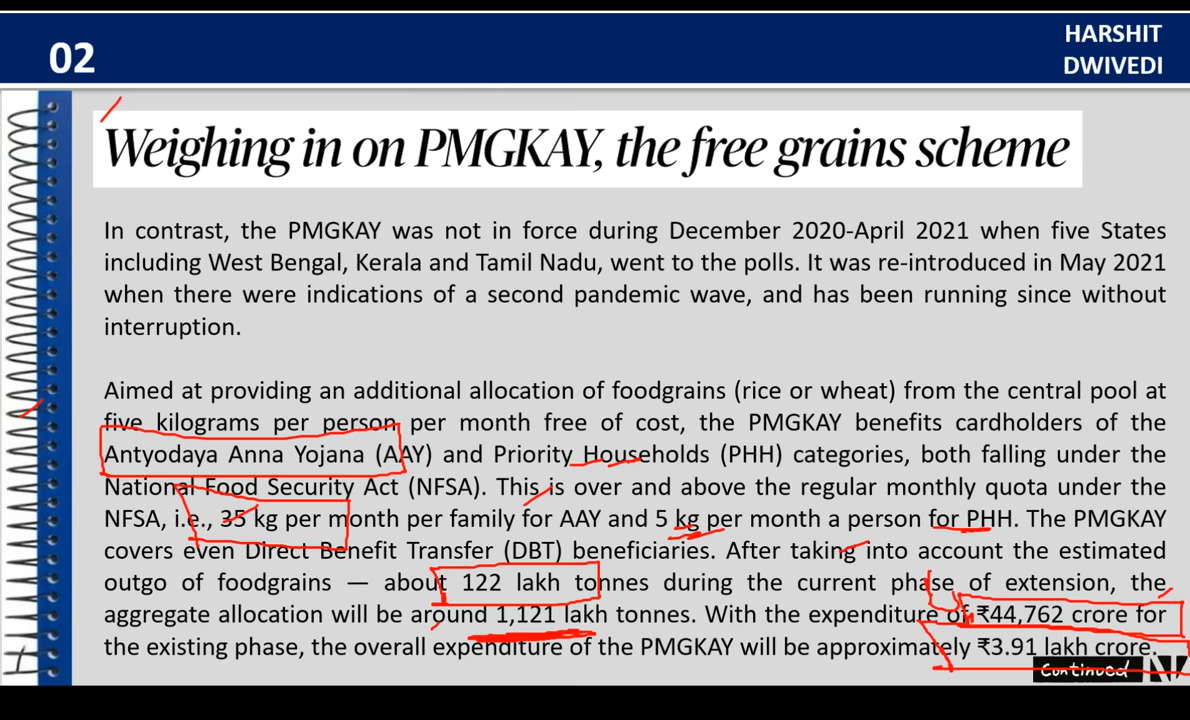 02
HARSHIT
DWIVEDI
Weighing in on PMGKAY, the free grains scheme
In contrast, the PMGKAY was not in force during December 2020-April 2021 when five States
including West Bengal, Kerala and Tamil Nadu, went to the polls. It was re-introduced in May 2021
when there were indications of a second pandemic wave, and has been running since without
interruption.
Aimed at providing an additional allocation of foodgrains (rice or wheat) from the central pool at
five kilograms per person per month free of cost, the PMGKAY benefits cardholders of the
Antyodaya Anna Yojana (AAY) and Priority Households (PHH) categories, both falling under the
National Food Security Act (NFSA). This is over and above the regular monthly quota under the
NFSA, i.e., 35 kg per month per family for AAY and 5 kg per month a person for PHH. The PMGKAY
covers even Direct Benefit Transfer (DBT) beneficiaries. After taking into account the estimated
outgo of foodgrains — about 122 lakh tonnes during the current phase of extension, the
aggregate allocation will be around 1,121 lakh tonnes. With the expenditure of ₹44,762 crore for
the existing phase, the overall expenditure of the PMGKAY will be approximately ₹3.91 lakh crore.
Continued